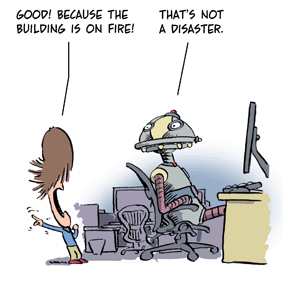 GOOD! BECAUSE THE
BUILDING IS ON FIRE!
THAT'S NOT
A DISASTER.